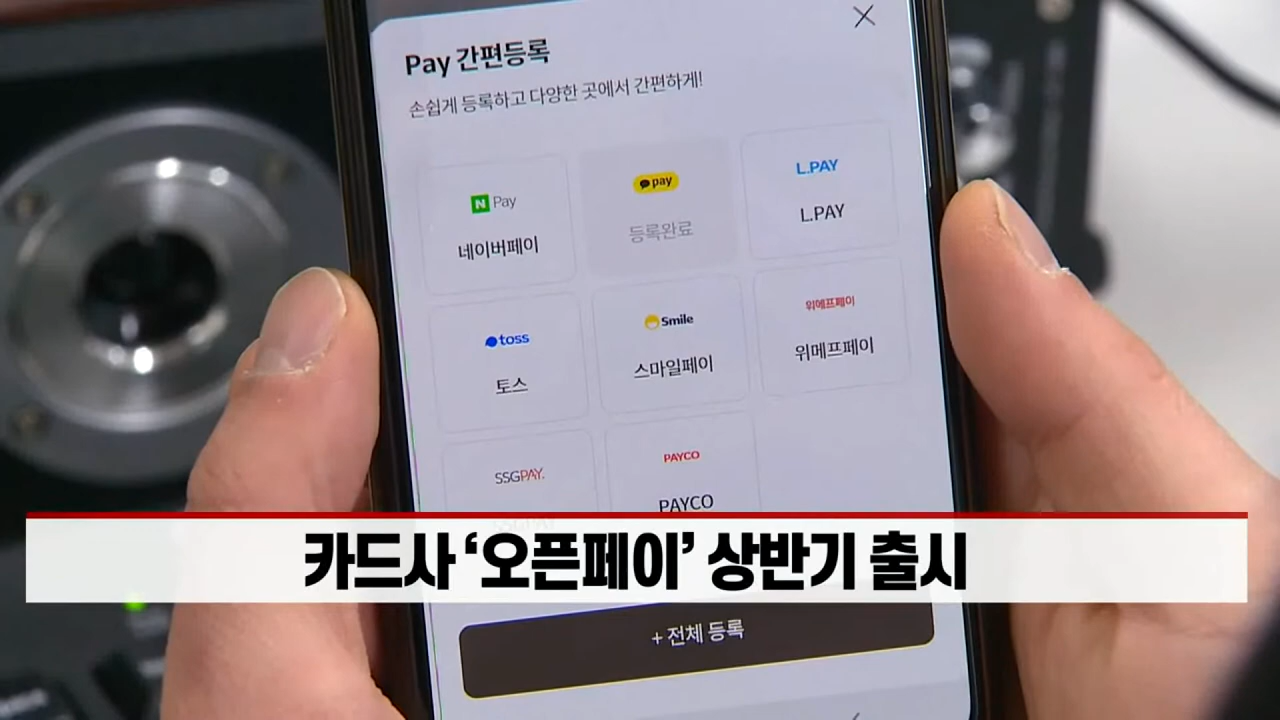 Pay 간편등록
손쉽게 등록하고 다양한 곳에서 간편하게!
N Pay
네이버페이
pay
등록완료
L.PAY
L.PAY
toss
토스
Smile
스마일페이
위메프페이
위메프페이
SSGPAY.
SSGPAY
PAYCO
PAYCO
카드사 ‘오픈페이’ 상반기 출시
+ 전체 등록